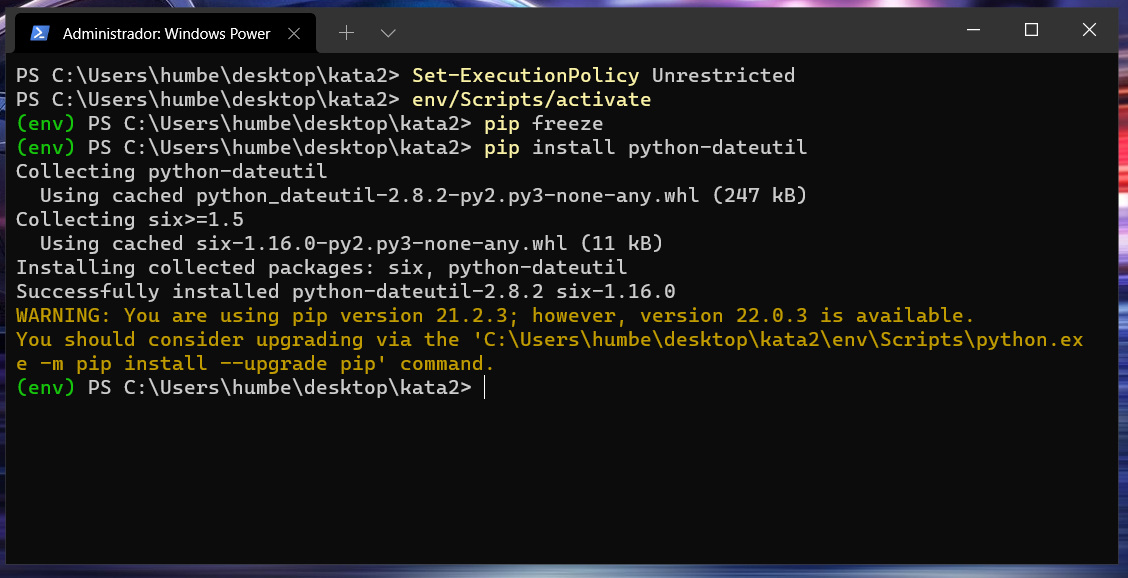 Administrador: Windows Power
PS C:\Users\humbe\desktop\kata2> Set-ExecutionPolicy Unrestricted
PS C:\Users\humbe\desktop\kata2> env/Scripts/activate
(env) PS C:\Users\humbe\desktop\kata2> pip freeze
(env) PS C:\Users\humbe\desktop\kata2> pip install python-dateutil
Collecting python-dateutil
  Using cached python_dateutil-2.8.2-py2.py3-none-any.whl (247 kB)
Collecting six>=1.5
  Using cached six-1.16.0-py2.py3-none-any.whl (11 kB)
Installing collected packages: six, python-dateutil
Successfully installed python-dateutil-2.8.2 six-1.16.0
WARNING: You are using pip version 21.2.3; however, version 22.0.3 is available.
You should consider upgrading via the 'C:\Users\humbe\desktop\kata2\env\Scripts\python.ex
e -m pip install --upgrade pip' command.
(env) PS C:\Users\humbe\desktop\kata2>